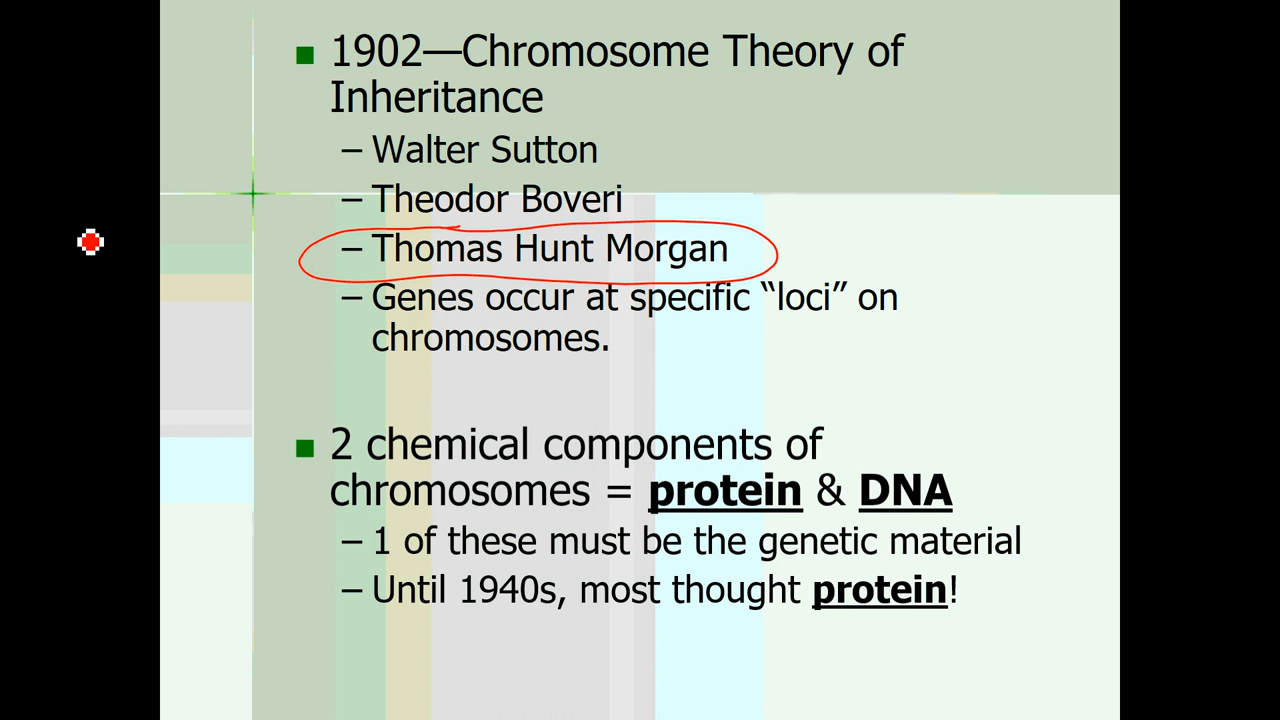 1902—Chromosome Theory of
Inheritance
– Walter Sutton
– Theodor Boveri
– Thomas Hunt Morgan
– Genes occur at specific “loci” on
chromosomes.
2 chemical components of
chromosomes = protein & DNA
– 1 of these must be the genetic material
– Until 1940s, most thought protein!